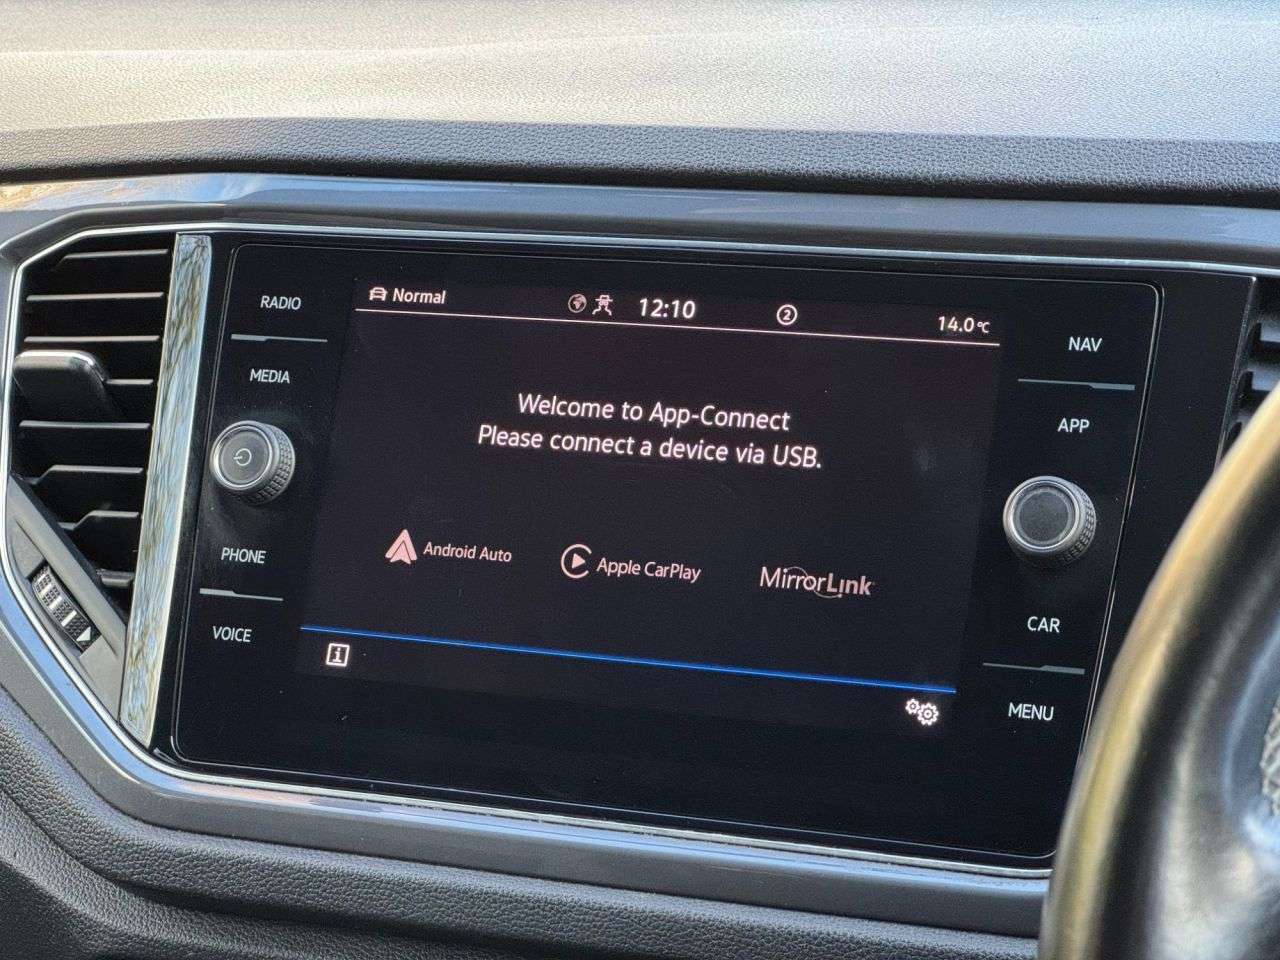 RADIO
MEDIA
PHONE
VOICE
Normal
12:10
2
14.0°C
Welcome to App-Connect
Please connect a device via USB.
Android Auto
Apple CarPlay
MirrorLink
i
NAV
APP
CAR
MENU